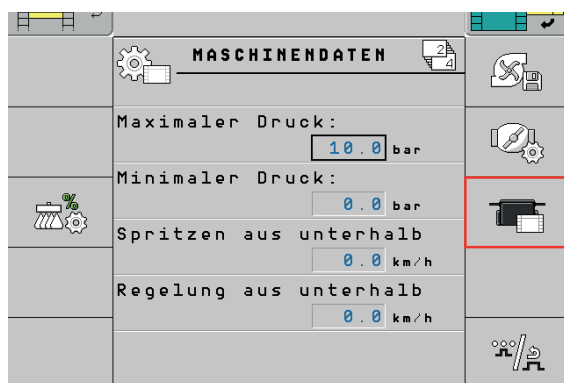 MASCHINENDATEN
2
4
Maximaler Druck:
10.0 bar
Minimaler Druck:
0.0 bar
%
Spritzen aus unterhalb
0.0 km/h
Regelung aus unterhalb
0.0 km/h